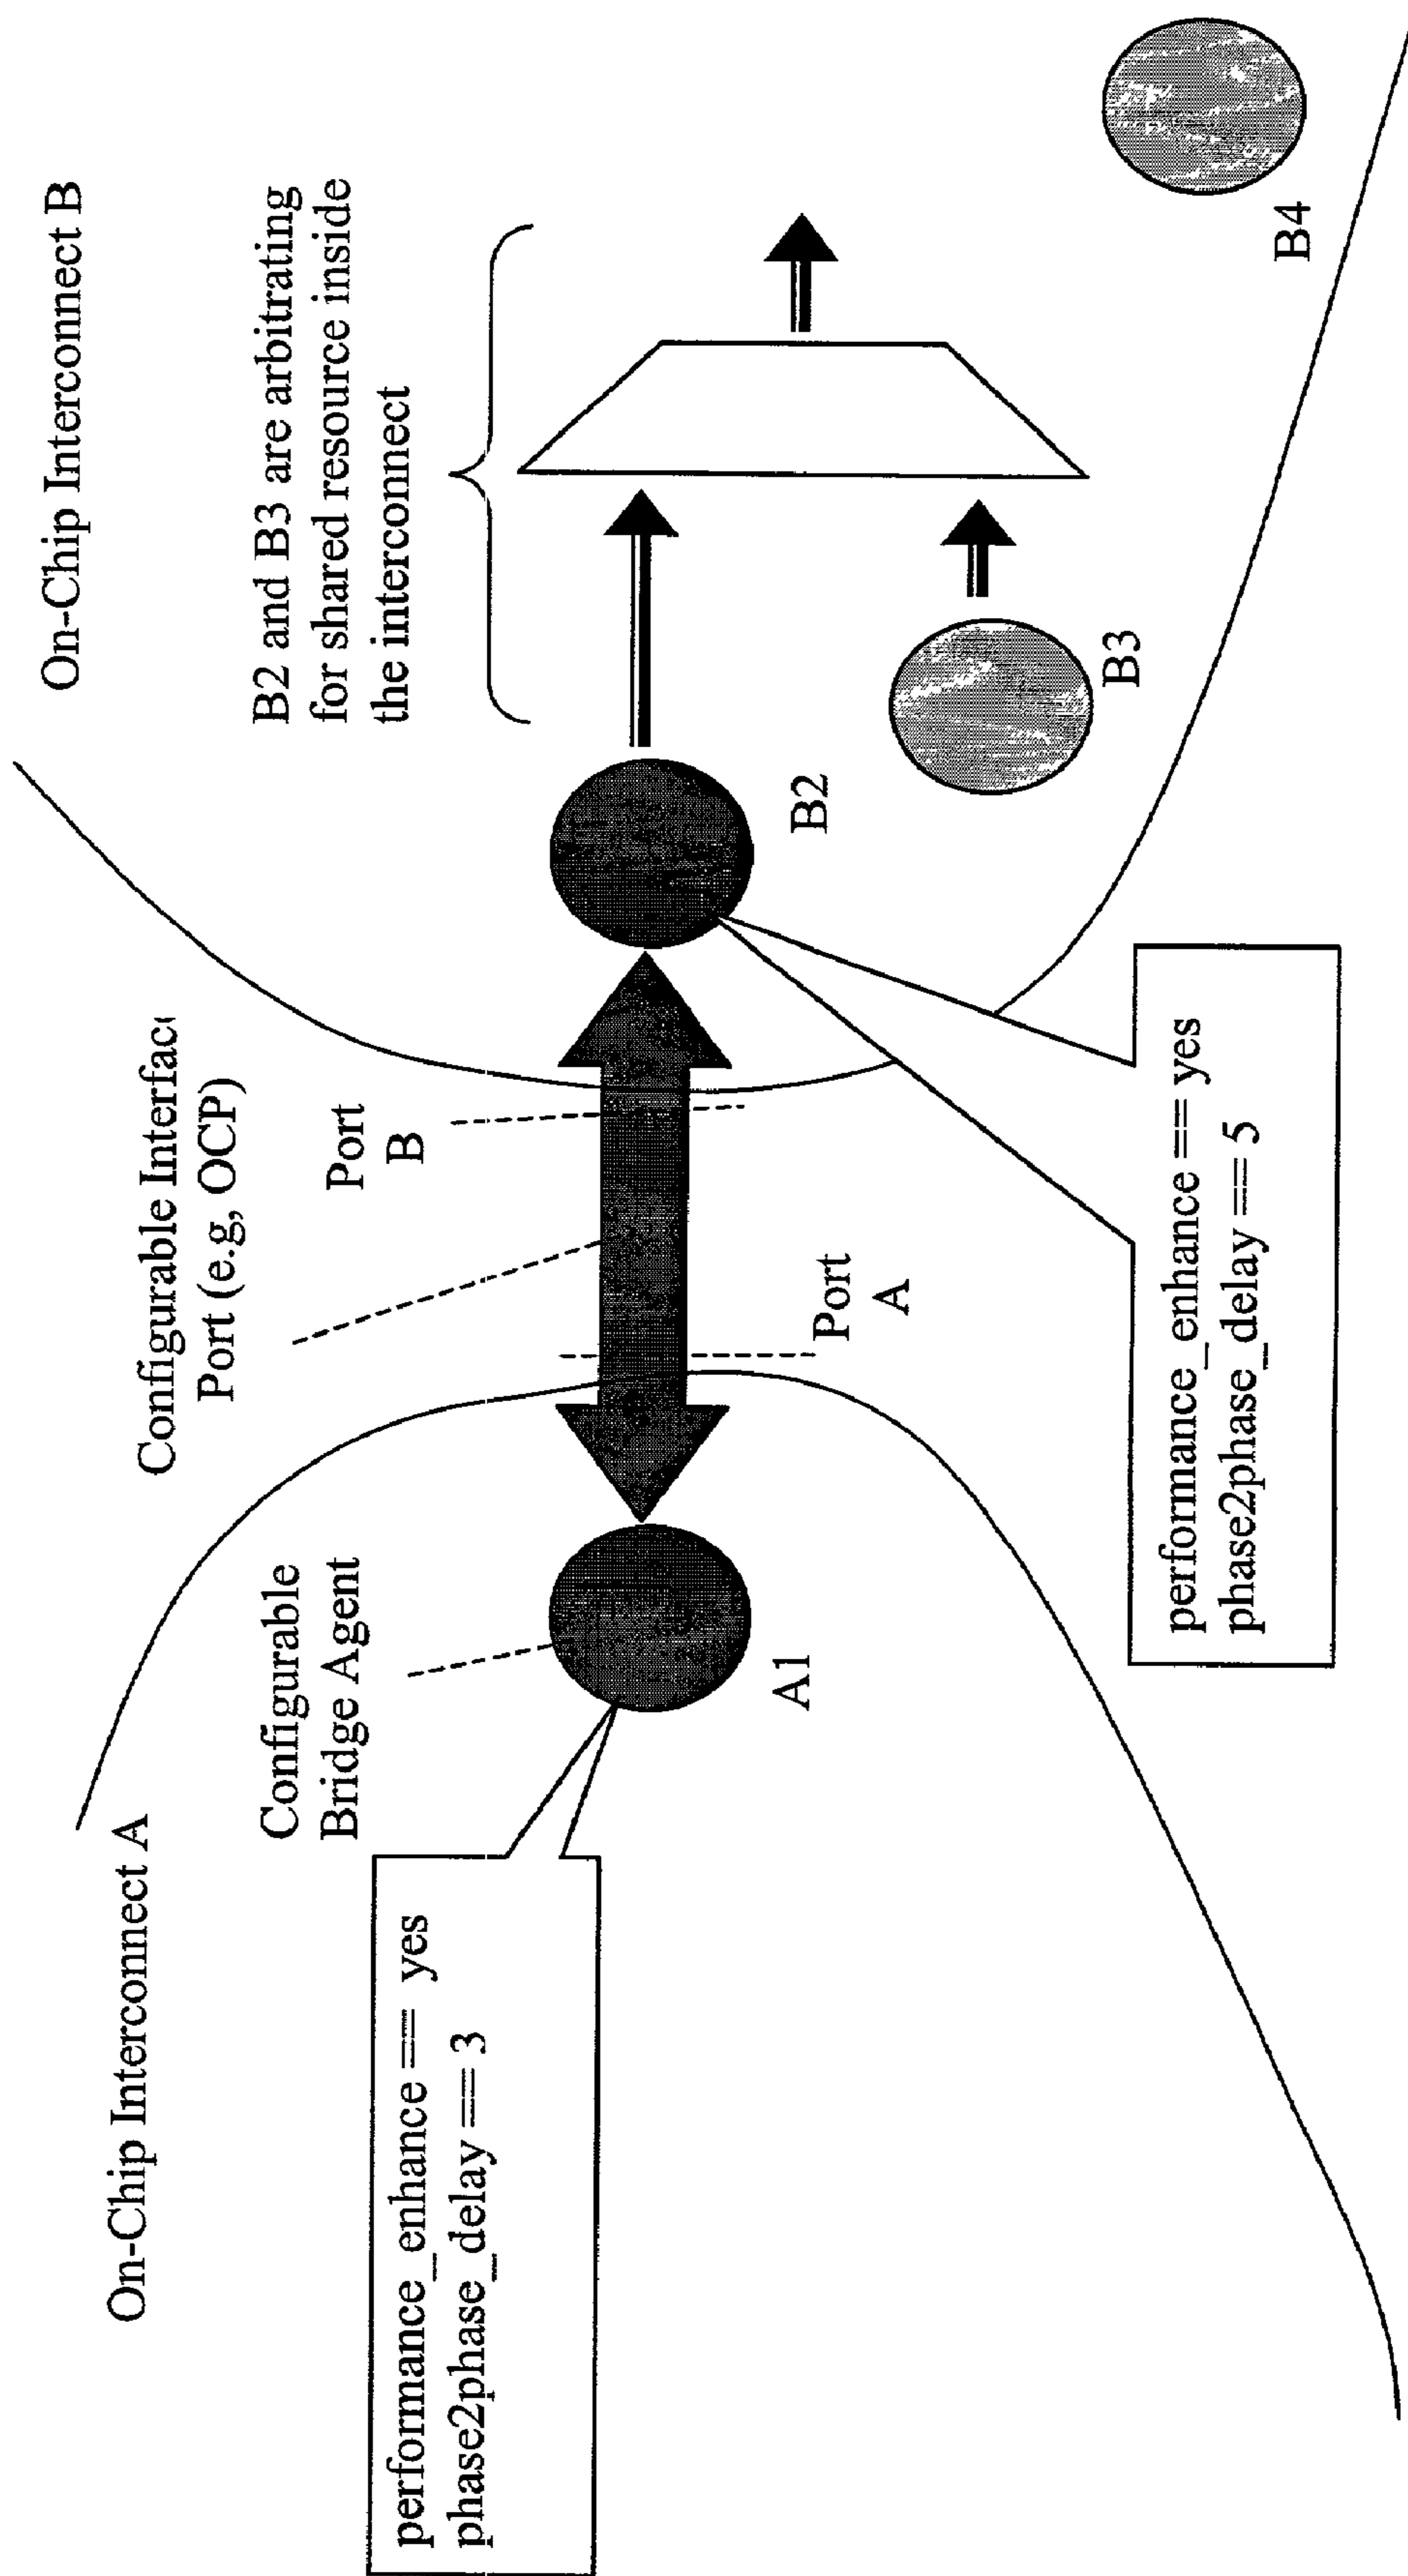 On-Chip Interconnect A
On-Chip Interconnect B
Configurable Interfac
Port (e.g, OCP)
B2 and B3 are arbitrating
for shared resource inside
the interconnect
Configurable
Bridge Agent
Port
B
performance_enhance == yes
phase2phase_delay == 3
A1
Port
A
B2
B3
B4
performance_enhance == yes
phase2phase_delay == 5